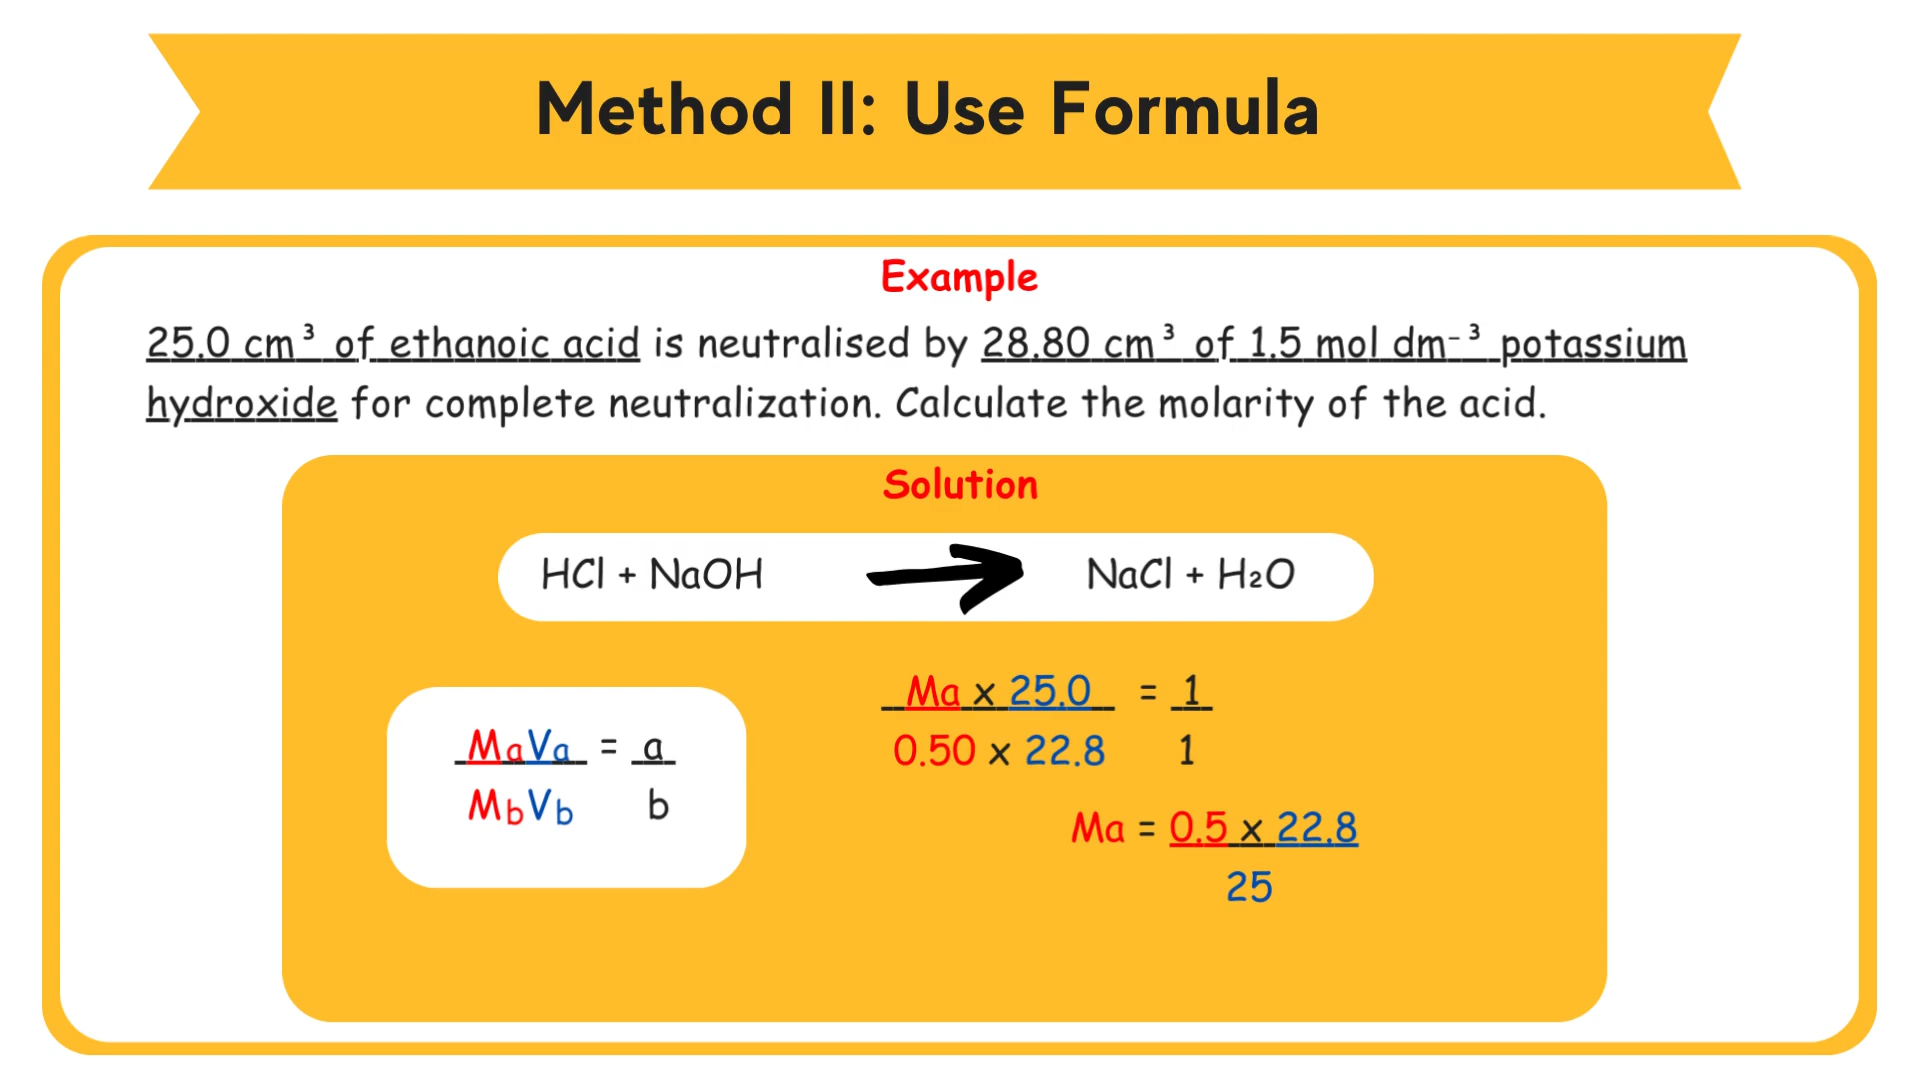 Method II: Use Formula
Example
25.0 cm³ of ethanoic acid is neutralised by 28.80 cm³ of 1.5 mol dm⁻³ potassium
hydroxide for complete neutralization. Calculate the molarity of the acid.
Solution
HCl + NaOH NaCl + H₂O
MaVa = a
MbVb b
Ma x 25.0 = 1
0.50 x 22.8 1
Ma = 0.5 x 22.8
25